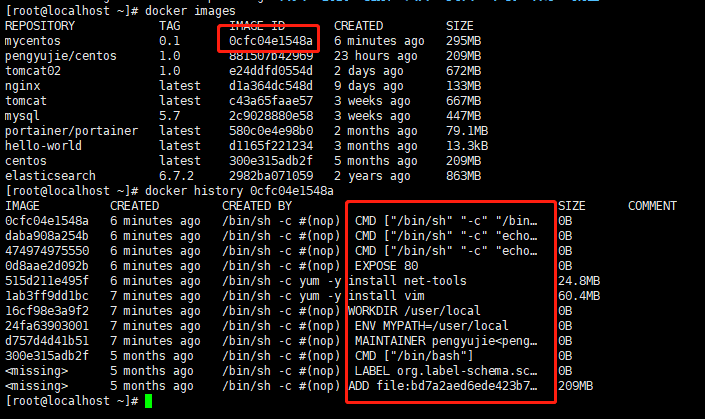 [root@localhost ~]# docker images
REPOSITORY TAG IMAGE ID CREATED SIZE
mycentos 0.1 0cfc04e1548a 6 minutes ago 295MB
pengyujie/centos 1.0 881507b42969 23 hours ago 209MB
tomcat02 1.0 e24ddfd0554d 2 days ago 672MB
nginx latest d1a364dc548d 9 days ago 133MB
tomcat latest c43a65faae57 3 weeks ago 667MB
mysql 5.7 2c9028880e58 3 weeks ago 447MB
portainer/portainer latest 580c0e4e98b0 2 months ago 79.1MB
hello-world latest d1165f221234 3 months ago 13.3kB
centos latest 300e315adb2f 5 months ago 209MB
elasticsearch 6.7.2 2982ba071059 2 years ago 863MB
[root@localhost ~]# docker history 0cfc04e1548a
IMAGE CREATED CREATED BY SIZE COMMENT
0cfc04e1548a 6 minutes ago /bin/sh -c #(nop) CMD ["/bin/sh" "-c" "/bin… 0B
daba908a254b 6 minutes ago /bin/sh -c #(nop) CMD ["/bin/sh" "-c" "echo… 0B
474974975550 6 minutes ago /bin/sh -c #(nop) CMD ["/bin/sh" "-c" "echo… 0B
0d8aae2d092b 6 minutes ago /bin/sh -c #(nop) EXPOSE 80 0B
515d211e495f 6 minutes ago /bin/sh -c yum -y install net-tools 24.8MB
1ab3ff9dd1bc 7 minutes ago /bin/sh -c yum -y install vim 60.4MB
16cf98e3a9f2 7 minutes ago /bin/sh -c #(nop) WORKDIR /user/local 0B
24fa63903001 7 minutes ago /bin/sh -c #(nop) ENV MYPATH=/user/local 0B
d757d4d41b51 7 minutes ago /bin/sh -c #(nop) MAINTAINER pengyujie<peng… 0B
300e315adb2f 5 months ago /bin/sh -c #(nop) CMD ["/bin/bash"] 0B
<missing> 5 months ago /bin/sh -c #(nop) LABEL org.label-schema.sc… 0B
<missing> 5 months ago /bin/sh -c #(nop) ADD file:bd7a2aed6ede423b7… 209MB
[root@localhost ~]#